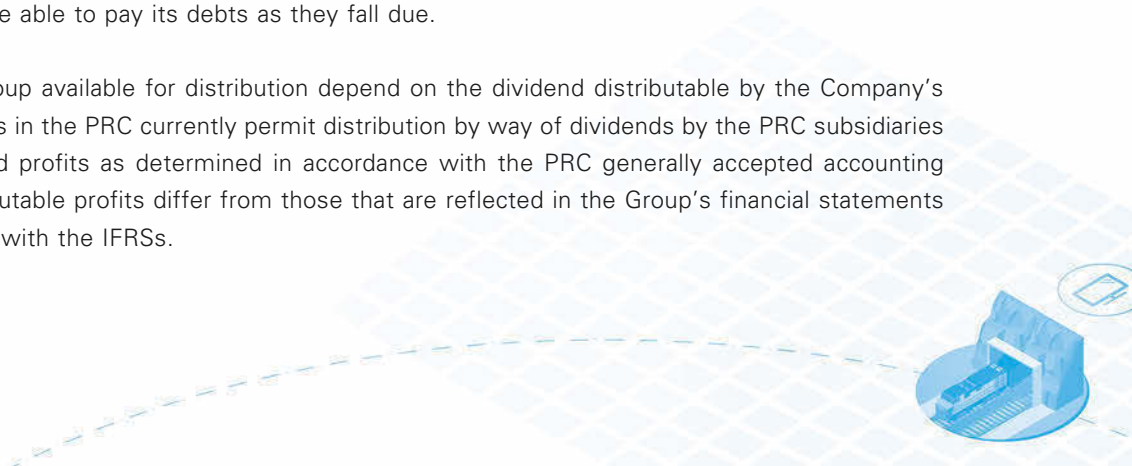 e able to pay its debts as they fall due.
oup available for distribution depend on the dividend distributable by the Company's
s in the PRC currently permit distribution by way of dividends by the PRC subsidiaries
d profits as determined in accordance with the PRC generally accepted accounting
utable profits differ from those that are reflected in the Group's financial statements
with the IFRSs.